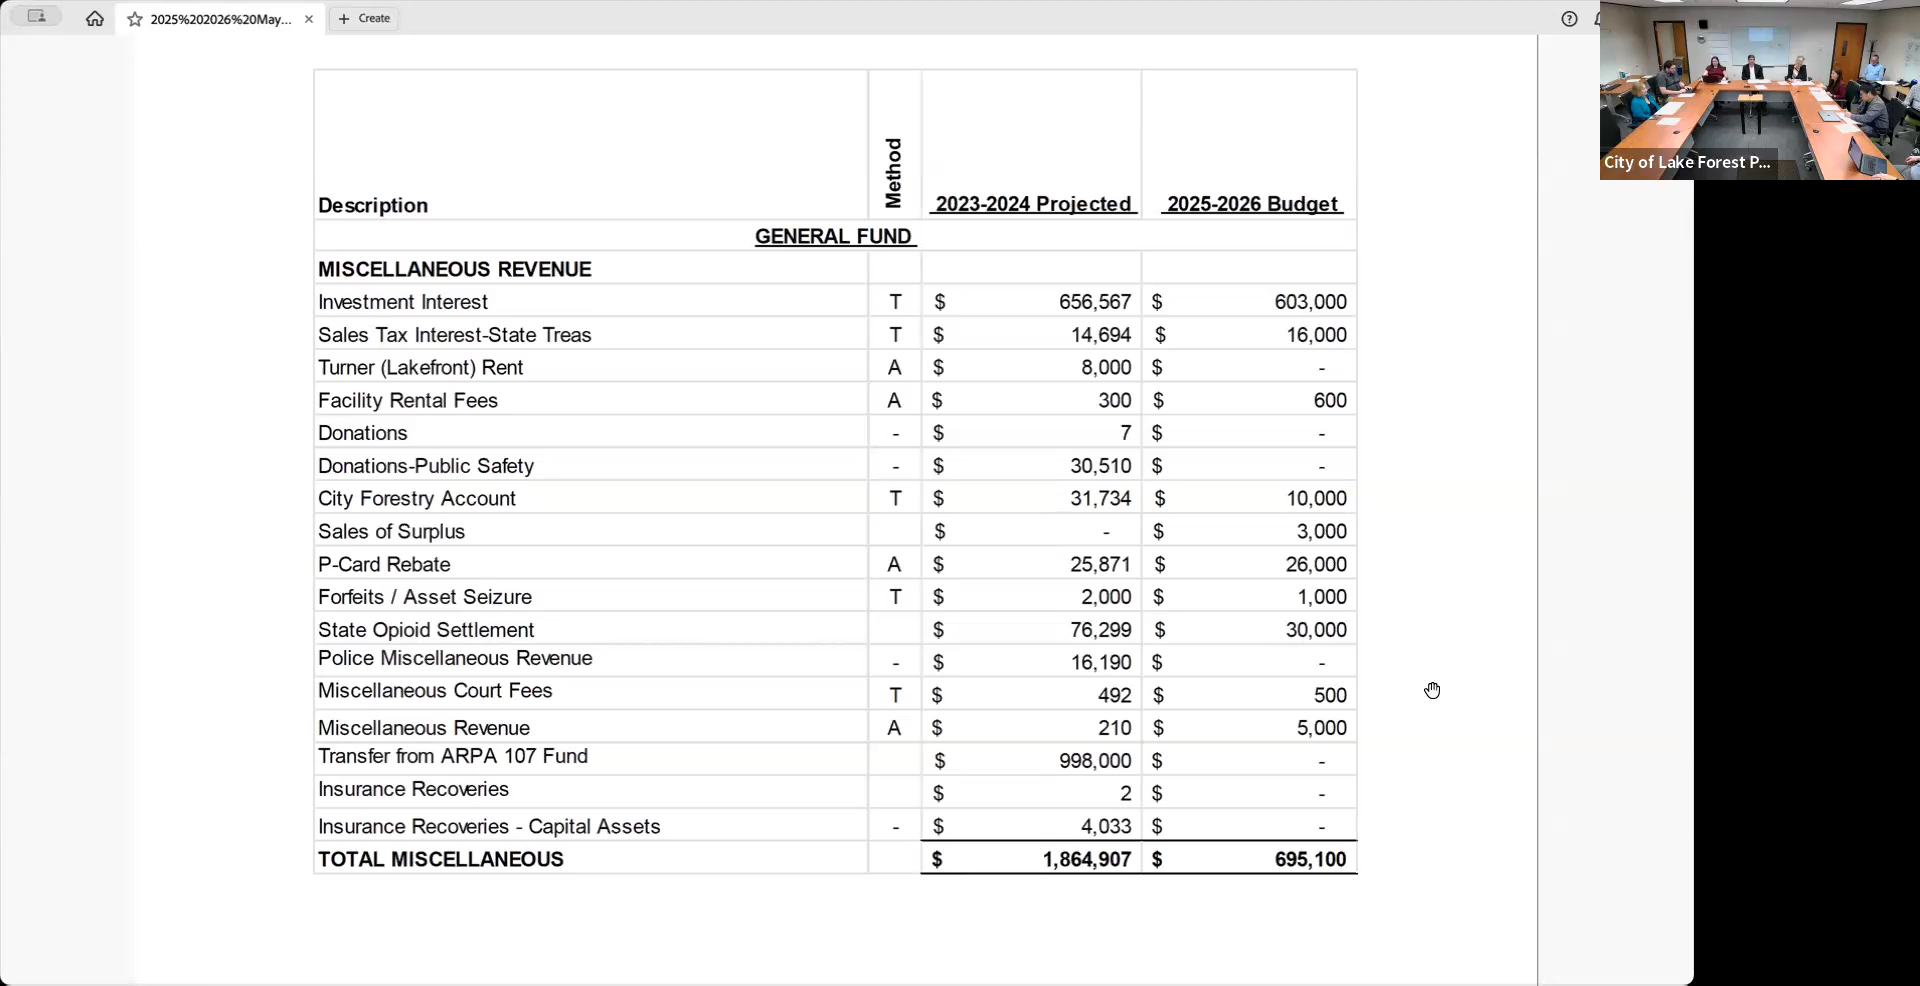 2025%202026%20May...
Create
City of Lake Forest P...
Description Method 2023-2024 Projected 2025-2026 Budget
GENERAL FUND
MISCELLANEOUS REVENUE
Investment Interest T $ 656,567 $ 603,000
Sales Tax Interest-State Treas T $ 14,694 $ 16,000
Turner (Lakefront) Rent A $ 8,000 $ -
Facility Rental Fees A $ 300 $ 600
Donations - $ 7 $ -
Donations-Public Safety - $ 30,510 $ -
City Forestry Account T $ 31,734 $ 10,000
Sales of Surplus $ - $ 3,000
P-Card Rebate A $ 25,871 $ 26,000
Forfeits / Asset Seizure T $ 2,000 $ 1,000
State Opioid Settlement $ 76,299 $ 30,000
Police Miscellaneous Revenue - $ 16,190 $ -
Miscellaneous Court Fees T $ 492 $ 500
Miscellaneous Revenue A $ 210 $ 5,000
Transfer from ARPA 107 Fund $ 998,000 $ -
Insurance Recoveries $ 2 $ -
Insurance Recoveries - Capital Assets - $ 4,033 $ -
TOTAL MISCELLANEOUS $ 1,864,907 $ 695,100